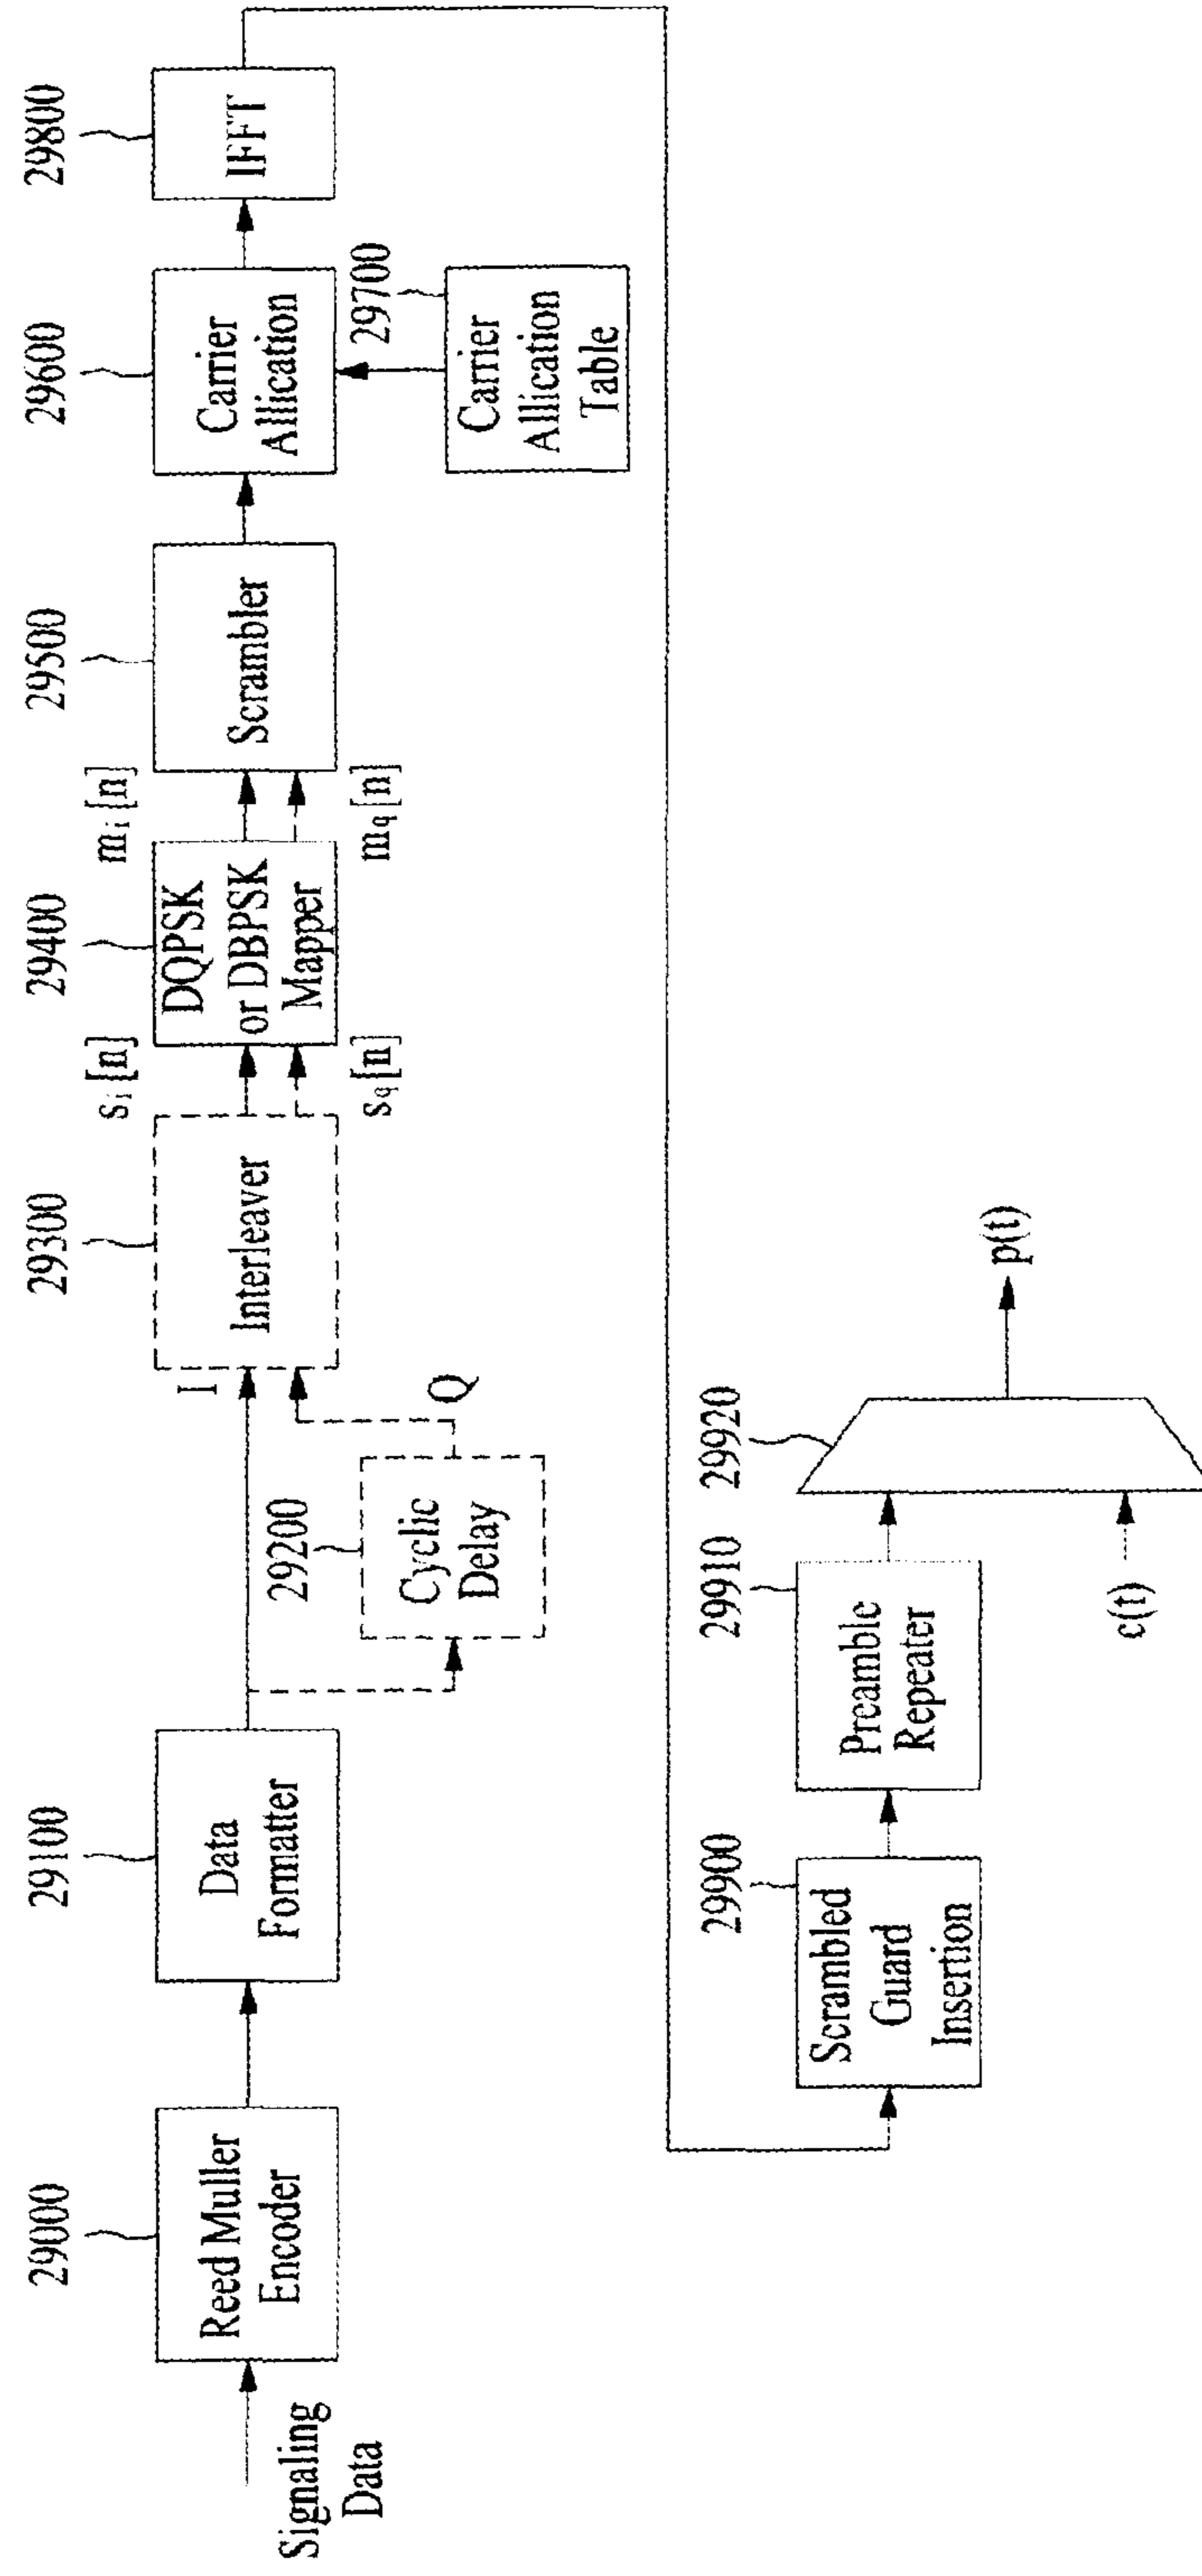 29000
29100
29300
29400
29500
29600
29800
Signaling
Data
Reed Muller
Encoder
Data
Formatter
I
Interleaver
si[n]
sq[n]
DQPSK
or DBPSK
Mapper
mi[n]
mq[n]
Scrambler
Carrier
Allication
IFFT
29200
Cyclic
Delay
Q
29700
Carrier
Allication
Table
29900
Scrambled
Guard
Insertion
29910
Preamble
Repeater
29920
c(t)
p(t)